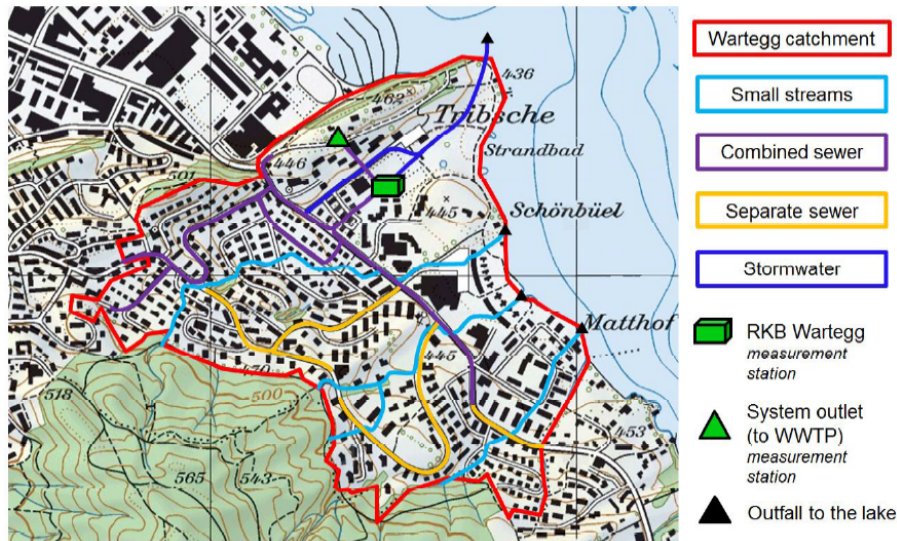 436
462
Tribsche
Strandbad
446
501
445
Schönbüel
Matthof
445
470
518
500
453
565
543
Wartegg catchment
Small streams
Combined sewer
Separate sewer
Stormwater
RKB Wartegg
measurement
station
System outlet
(to WWTP)
measurement
station
Outfall to the lake